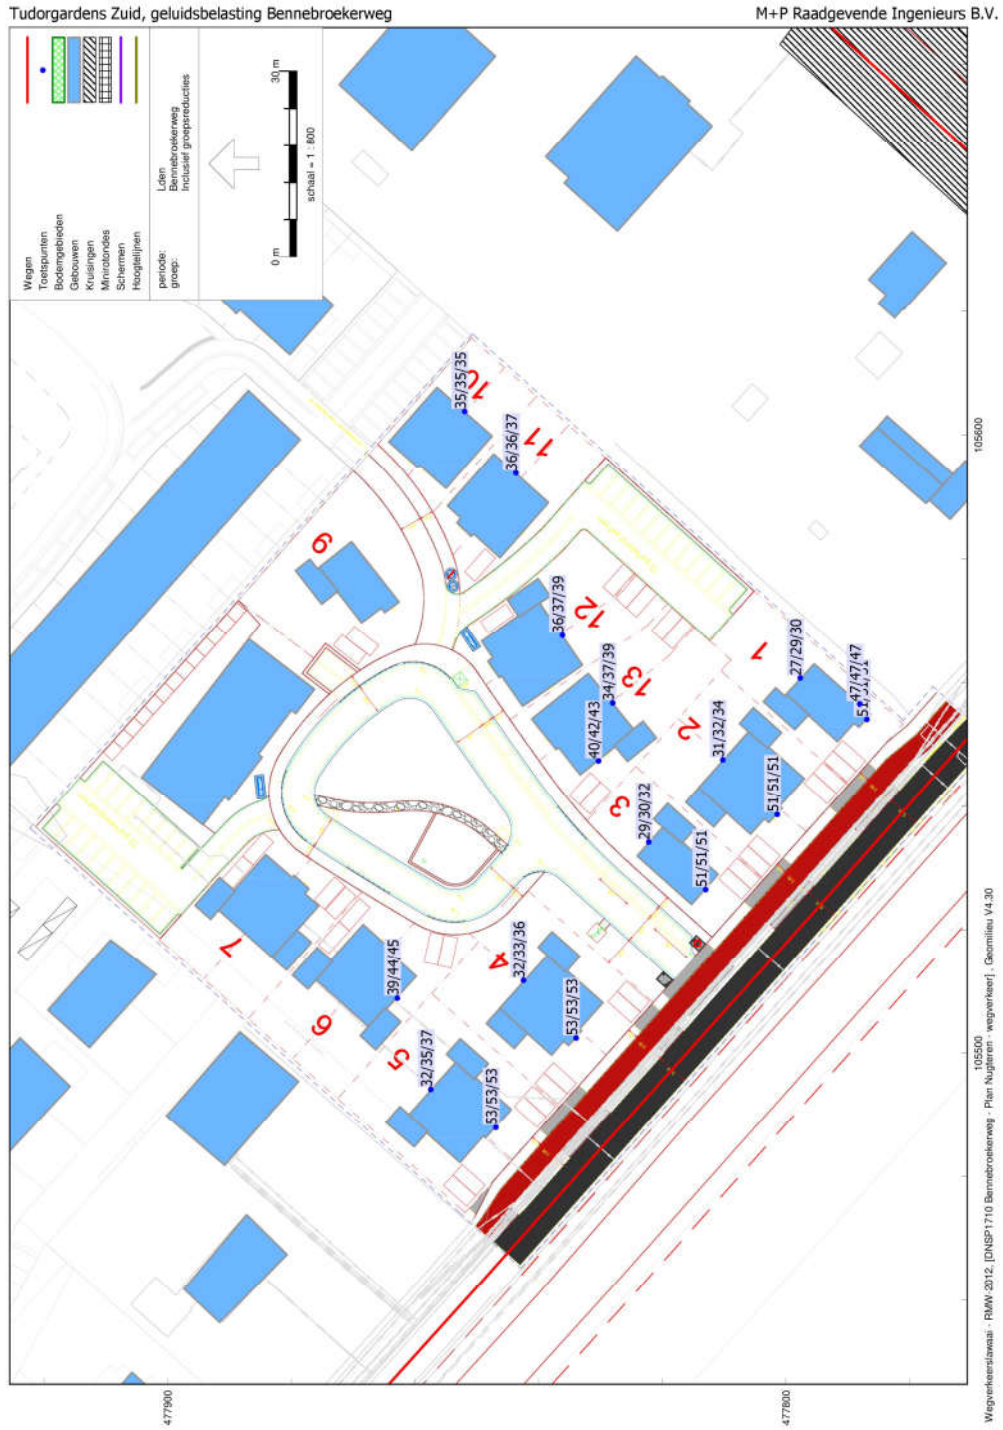 Tudorgardens Zuid, geluidsbelasting Bennebroekerweg
M+P Raadgevende Ingenieurs B.V.
Wegen
Toetspunten
Bodemgebieden
Gebouwen
Kruisingen
Minirotondes
Schermen
Hoogtelijnen
periode: Lden
groep: Bennebroekerweg
Inclusief groepsreducties
0 m 30 m
schaal = 1 : 800
10
35/35/35
11
36/36/37
9
12
36/37/39
13
34/37/39
40/42/43
1
27/29/30
47/47/47
2
31/32/34
51/51/51
3
29/30/32
51/51/51
4
32/33/36
53/53/53
7
6
39/44/45
5
32/35/37
53/53/53
105600
105500
477900
477800
Wegverkeerslawaai - RMW-2012, [DNSP1710 Bennebroekerweg - Plan Nugteren - wegverkeer] , Geomilieu V4.30